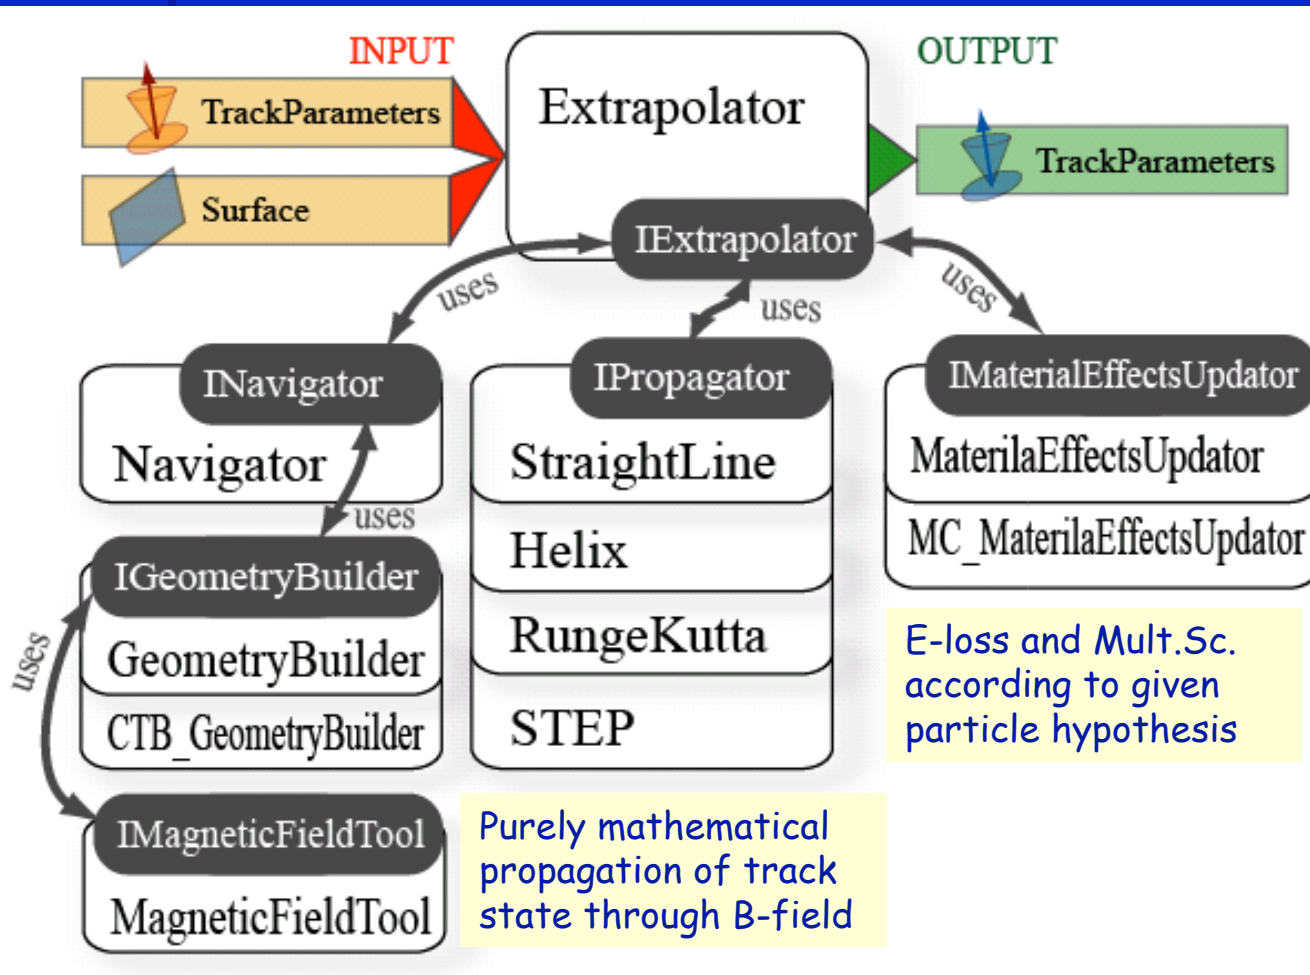 INPUT
OUTPUT
TrackParameters
Surface
Extrapolator
IExtrapolator
TrackParameters
uses
uses
uses
INavigator
Navigator
uses
IGeometryBuilder
GeometryBuilder
CTB_GeometryBuilder
uses
IMagneticFieldTool
MagneticFieldTool
IPropagator
StraightLine
Helix
RungeKutta
STEP
Purely mathematical
propagation of track
state through B-field
IMaterialEffectsUpdator
MaterilaEffectsUpdator
MC_MaterilaEffectsUpdator
E-loss and Mult.Sc.
according to given
particle hypothesis